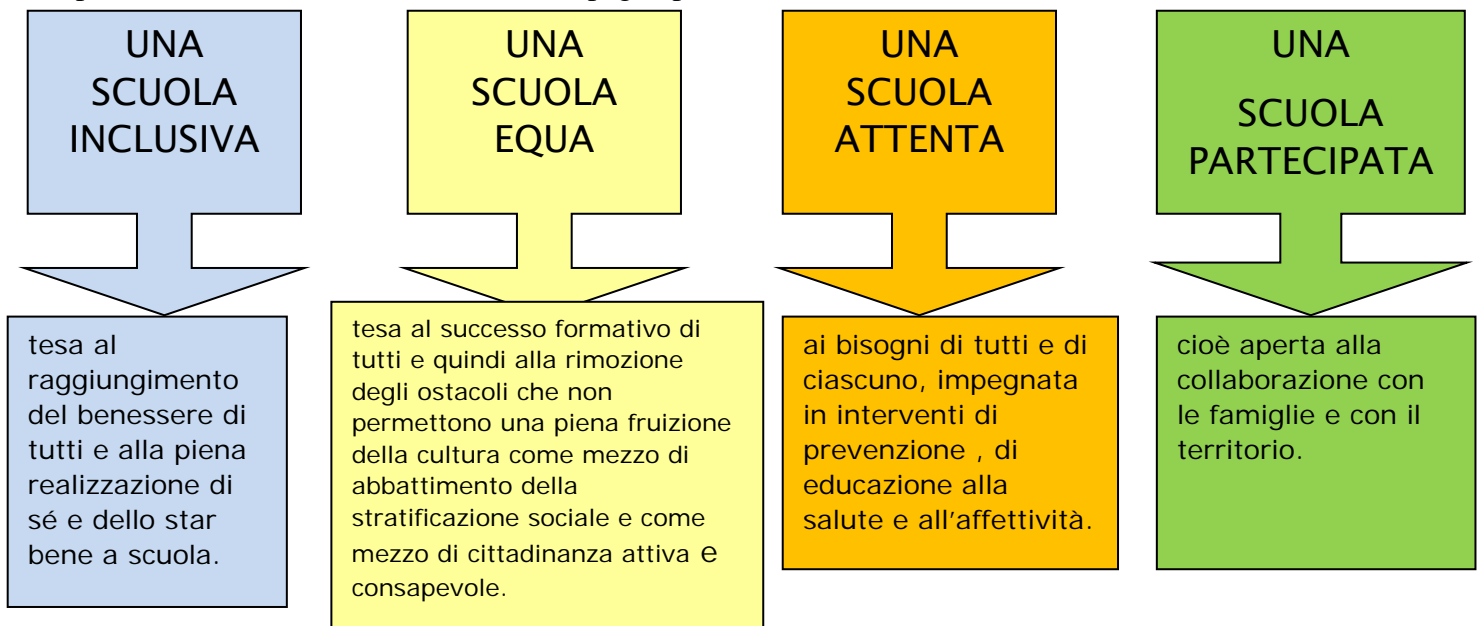 UNA
SCUOLA
INCLUSIVA
UNA
SCUOLA
EQUA
UNA
SCUOLA
ATTENTA
UNA
SCUOLA
PARTECIPATA
tesa al
raggiungimento
del benessere di
tutti e alla piena
realizzazione di
sé e dello star
bene a scuola.
tesa al successo formativo di
tutti e quindi alla rimozione
degli ostacoli che non
permettono una piena fruizione
della cultura come mezzo di
abbattimento della
stratificazione sociale e come
mezzo di cittadinanza attiva e
consapevole.
ai bisogni di tutti e di
ciascuno, impegnata
in interventi di
prevenzione , di
educazione alla
salute e all'affettività.
cioè aperta alla
collaborazione con
le famiglie e con il
territorio.